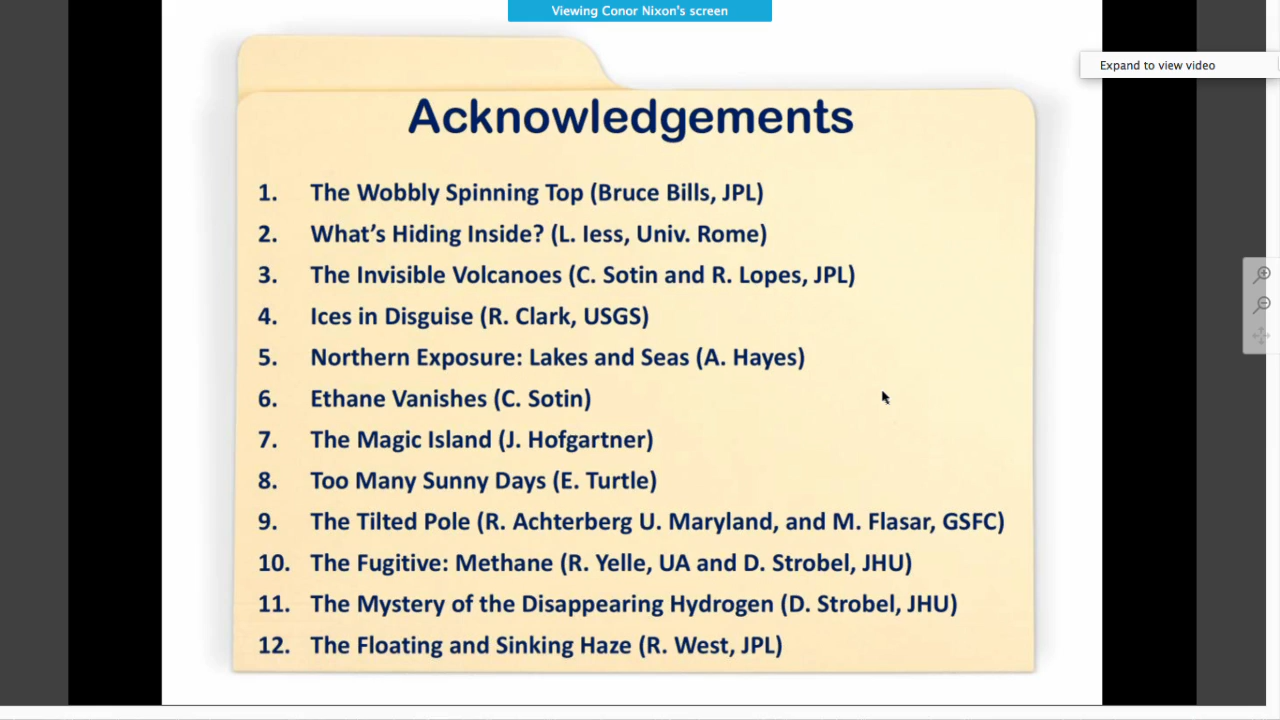 Viewing Conor Nixon's screen
Expand to view video
Acknowledgements
1. The Wobbly Spinning Top (Bruce Bills, JPL)
2. What's Hiding Inside? (L. Iess, Univ. Rome)
3. The Invisible Volcanoes (C. Sotin and R. Lopes, JPL)
4. Ices in Disguise (R. Clark, USGS)
5. Northern Exposure: Lakes and Seas (A. Hayes)
6. Ethane Vanishes (C. Sotin)
7. The Magic Island (J. Hofgartner)
8. Too Many Sunny Days (E. Turtle)
9. The Tilted Pole (R. Achterberg U. Maryland, and M. Flasar, GSFC)
10. The Fugitive: Methane (R. Yelle, UA and D. Strobel, JHU)
11. The Mystery of the Disappearing Hydrogen (D. Strobel, JHU)
12. The Floating and Sinking Haze (R. West, JPL)